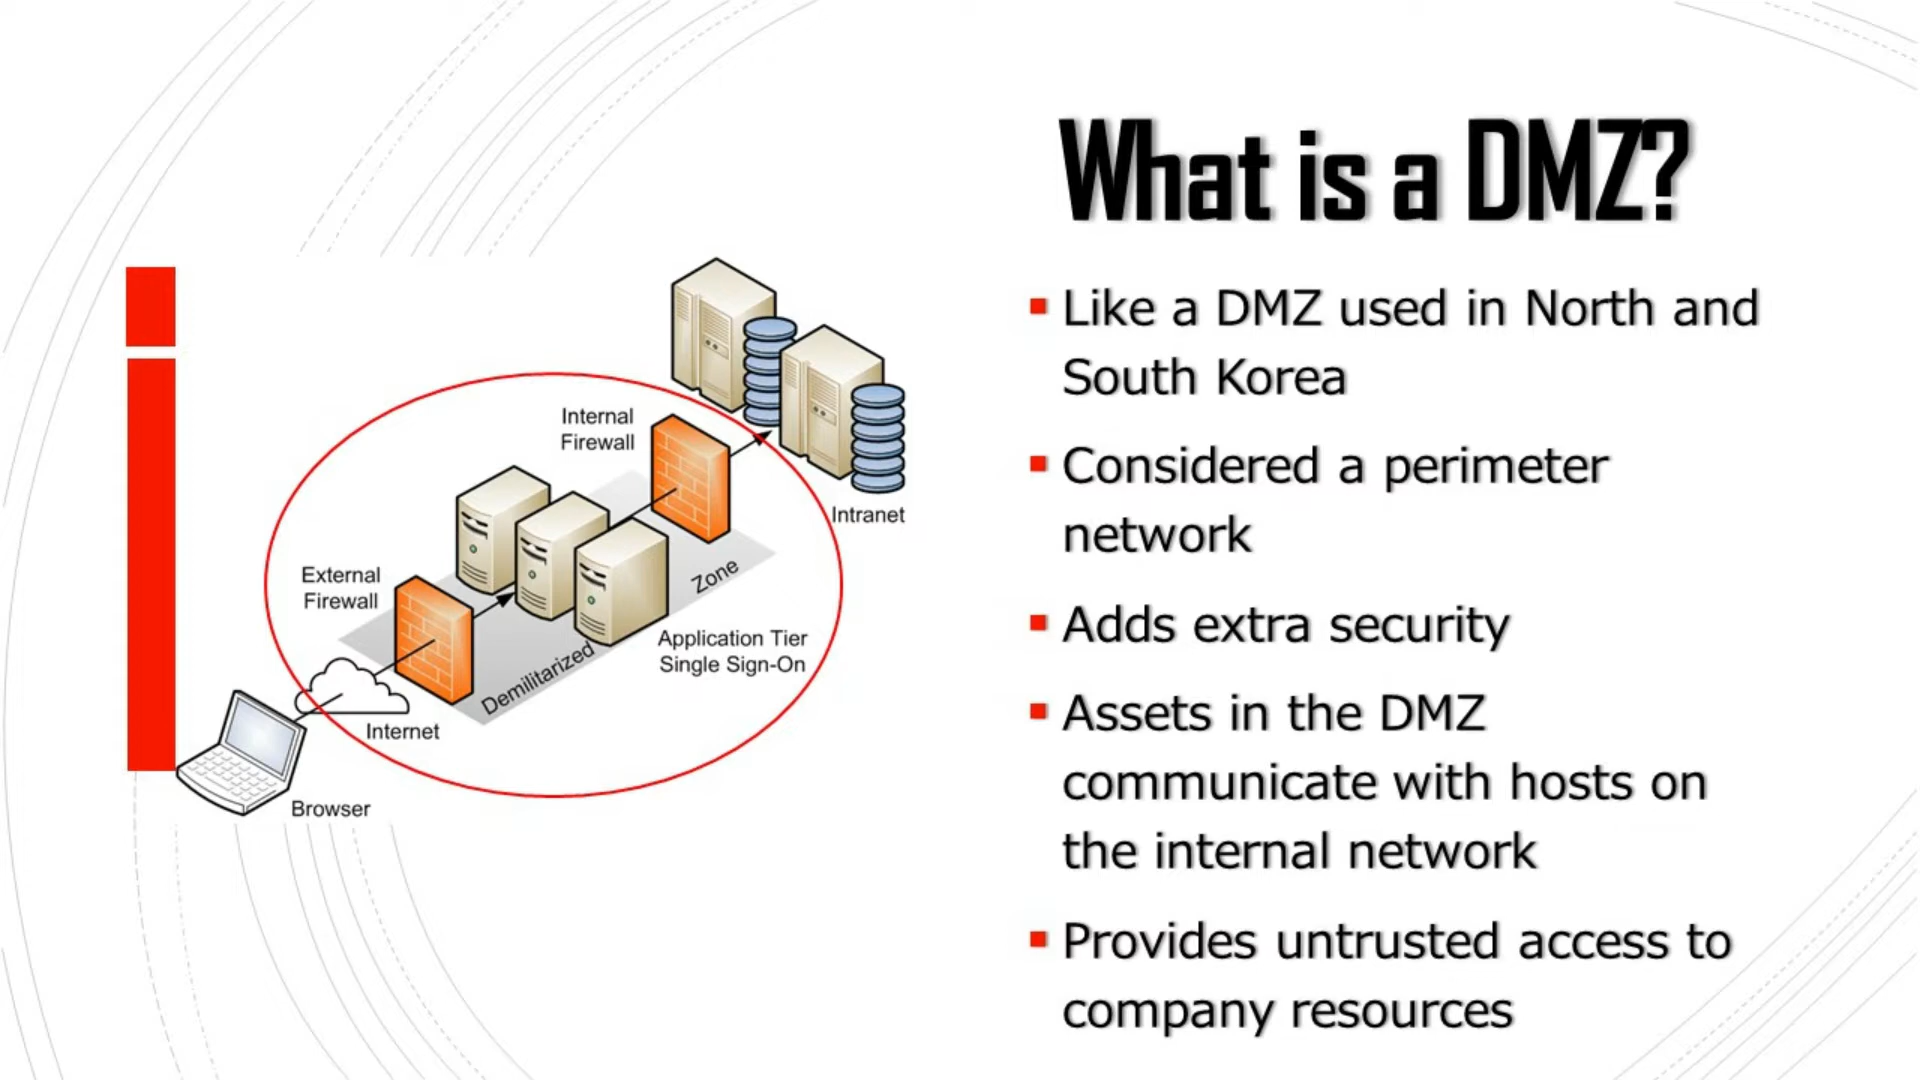 What is a DMZ?
Like a DMZ used in North and
South Korea
Considered a perimeter
network
Adds extra security
Assets in the DMZ
communicate with hosts on
the internal network
Provides untrusted access to
company resources
Internal
Firewall
Intranet
External
Firewall
Demilitarized Zone
Application Tier
Single Sign-On
Internet
Browser